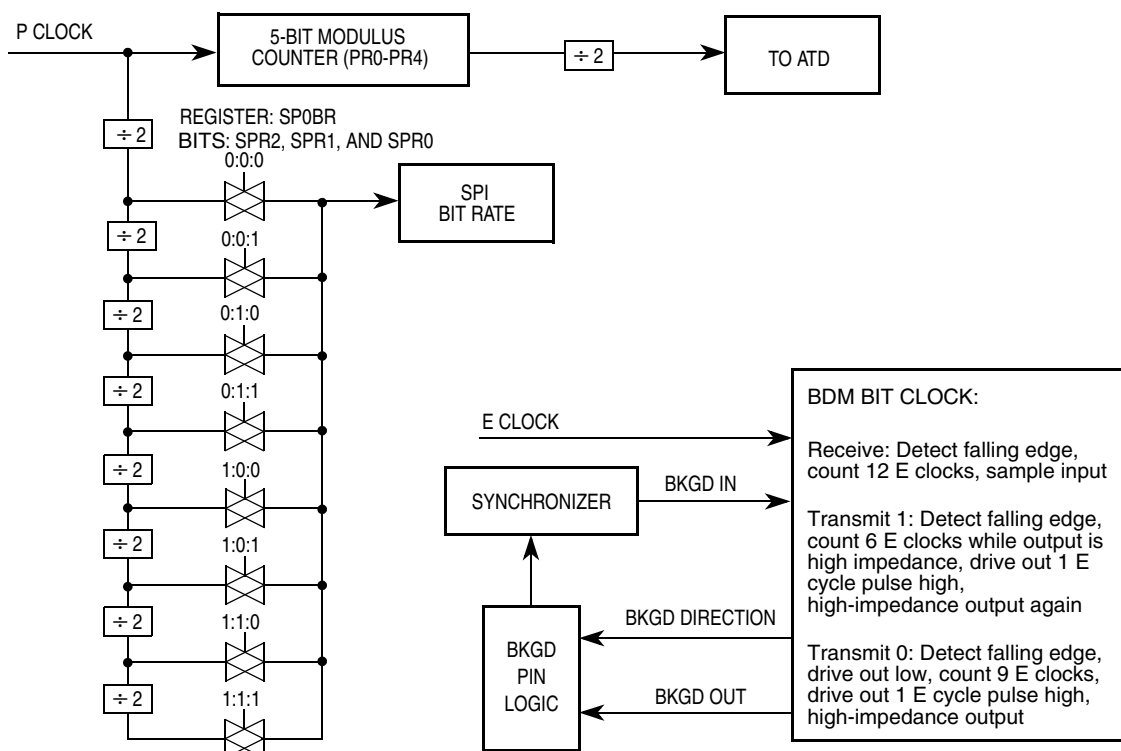 P CLOCK
5-BIT MODULUS
COUNTER (PR0-PR4)
÷ 2
TO ATD
÷ 2
REGISTER: SP0BR
BITS: SPR2, SPR1, AND SPR0
0:0:0
SPI
BIT RATE
÷ 2
0:0:1
÷ 2
0:1:0
÷ 2
0:1:1
÷ 2
1:0:0
÷ 2
1:0:1
÷ 2
1:1:0
÷ 2
1:1:1
E CLOCK
SYNCHRONIZER
BKGD IN
BKGD DIRECTION
BKGD
PIN
LOGIC
BKGD OUT
BDM BIT CLOCK:
Receive: Detect falling edge,
count 12 E clocks, sample input
Transmit 1: Detect falling edge,
count 6 E clocks while output is
high impedance, drive out 1 E
cycle pulse high,
high-impedance output again
Transmit 0: Detect falling edge,
drive out low, count 9 E clocks,
drive out 1 E cycle pulse high,
high-impedance output